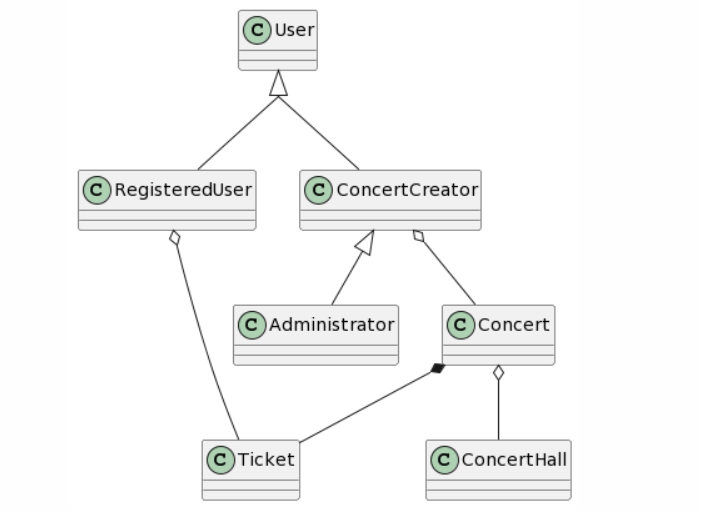 C User
C RegisteredUser
C ConcertCreator
C Administrator
C Concert
C Ticket
C ConcertHall